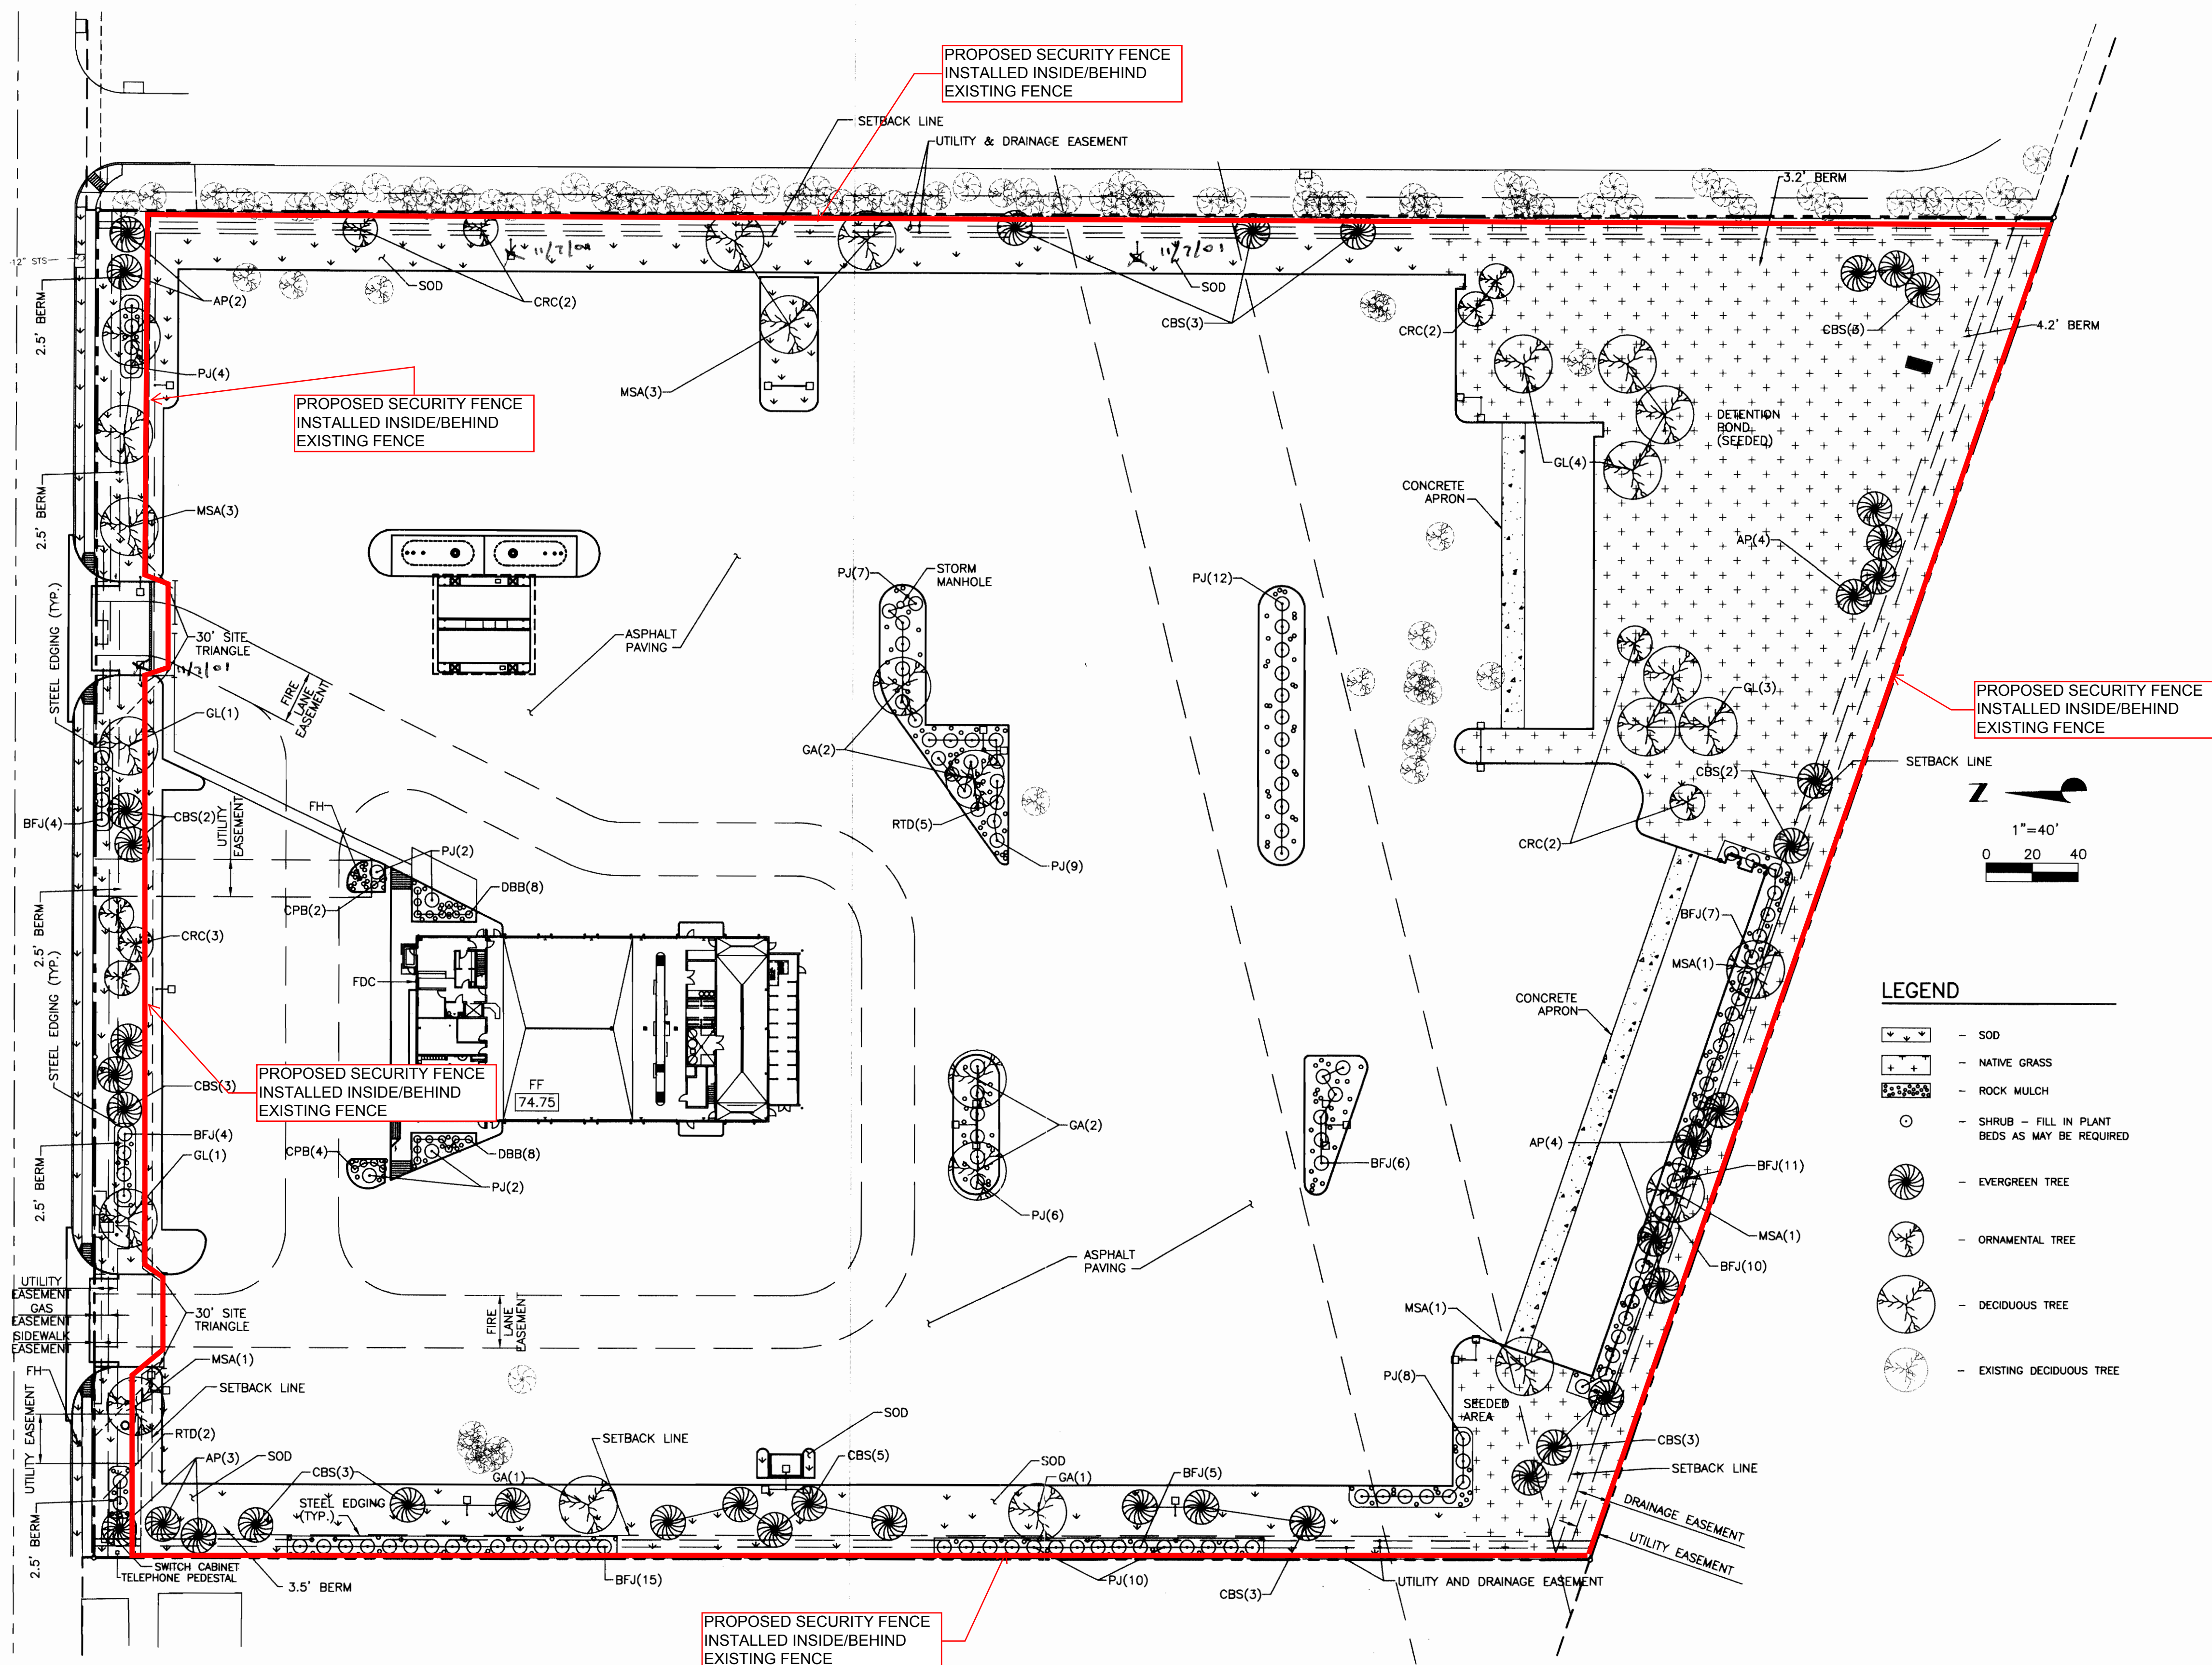 PROPOSED SECURITY FENCE
INSTALLED INSIDE/BEHIND
EXISTING FENCE
SETBACK LINE
UTILITY & DRAINAGE EASEMENT
3.2' BERM
12" STS
2.5' BERM
AP(2)
SOD
CRC(2)
11/2/01
11/2/01
SOD
CBS(3)
CRC(2)
CBS(3)
4.2' BERM
PJ(4)
MSA(3)
PROPOSED SECURITY FENCE
INSTALLED INSIDE/BEHIND
EXISTING FENCE
DETENTION
POND
(SEEDED)
GL(4)
CONCRETE
APRON
2.5' BERM
MSA(3)
AP(4)
PJ(7)
STORM
MANHOLE
PJ(12)
STEEL EDGING (TYP.)
30' SITE
TRIANGLE
11/2/01
ASPHALT
PAVING
FIRE
LANE
EASEMENT
GL(1)
GL(3)
PROPOSED SECURITY FENCE
INSTALLED INSIDE/BEHIND
EXISTING FENCE
GA(2)
SETBACK LINE
CBS(2)
Z
1"=40'
0 20 40
FH
BFJ(4)
CBS(2)
UTILITY
EASEMENT
RTD(5)
CRC(2)
PJ(2)
PJ(9)
DBB(8)
CPB(2)
2.5' BERM
CRC(3)
BFJ(7)
MSA(1)
FDC
STEEL EDGING (TYP.)
CONCRETE
APRON
LEGEND
- SOD
- NATIVE GRASS
- ROCK MULCH
- SHRUB - FILL IN PLANT
BEDS AS MAY BE REQUIRED
- EVERGREEN TREE
- ORNAMENTAL TREE
- DECIDUOUS TREE
- EXISTING DECIDUOUS TREE
CBS(3)
PROPOSED SECURITY FENCE
INSTALLED INSIDE/BEHIND
EXISTING FENCE
FF
74.75
BFJ(4)
GL(1)
CPB(4)
DBB(8)
PJ(2)
GA(2)
PJ(6)
BFJ(6)
AP(4)
BFJ(11)
MSA(1)
BFJ(10)
2.5' BERM
ASPHALT
PAVING
UTILITY
EASEMENT
GAS
EASEMENT
SIDEWALK
EASEMENT
30' SITE
TRIANGLE
FIRE
LANE
EASEMENT
MSA(1)
FH
MSA(1)
SETBACK LINE
PJ(8)
SEEDED
AREA
UTILITY EASEMENT
RTD(2)
AP(3)
SOD
CBS(3)
GA(1)
SETBACK LINE
SOD
CBS(5)
SOD
GA(1)
BFJ(5)
CBS(3)
SETBACK LINE
STEEL EDGING
(TYP.)
DRAINAGE EASEMENT
UTILITY EASEMENT
2.5' BERM
SWITCH CABINET
TELEPHONE PEDESTAL
3.5' BERM
BFJ(15)
PJ(10)
CBS(3)
UTILITY AND DRAINAGE EASEMENT
PROPOSED SECURITY FENCE
INSTALLED INSIDE/BEHIND
EXISTING FENCE